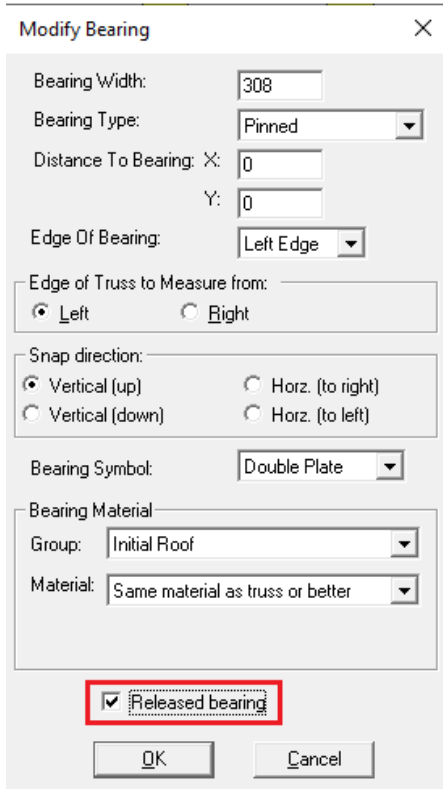 Modify Bearing
Bearing Width: 308
Bearing Type: Pinned
Distance To Bearing: X: 0
Y: 0
Edge Of Bearing: Left Edge
Edge of Truss to Measure from:
Left Right
Snap direction:
Vertical (up) Horz. (to right)
Vertical (down) Horz. (to left)
Bearing Symbol: Double Plate
Bearing Material
Group: Initial Roof
Material: Same material as truss or better
Released bearing
OK Cancel